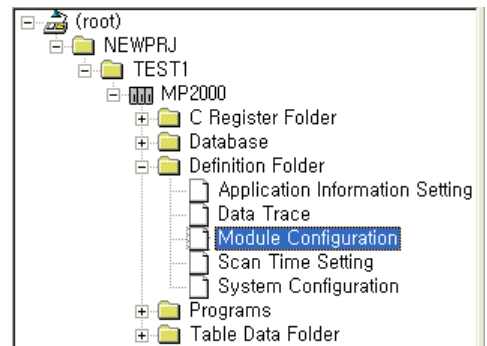 (root)
NEWPRJ
TEST1
MP2000
C Register Folder
Database
Definition Folder
Application Information Setting
Data Trace
Module Configuration
Scan Time Setting
System Configuration
Programs
Table Data Folder